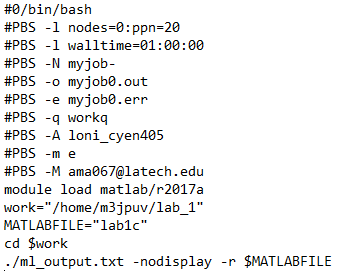 #0/bin/bash
#PBS -l nodes=0:ppn=20
#PBS -l walltime=01:00:00
#PBS -N myjob-
#PBS -o myjob0.out
#PBS -e myjob0.err
#PBS -q workq
#PBS -A loni_cyen405
#PBS -m e
#PBS -M ama067@latech.edu
module load matlab/r2017a
work="/home/m3jpuv/lab_1"
MATLABFILE="lab1c"
cd $work
./ml_output.txt -nodisplay -r $MATLABFILE